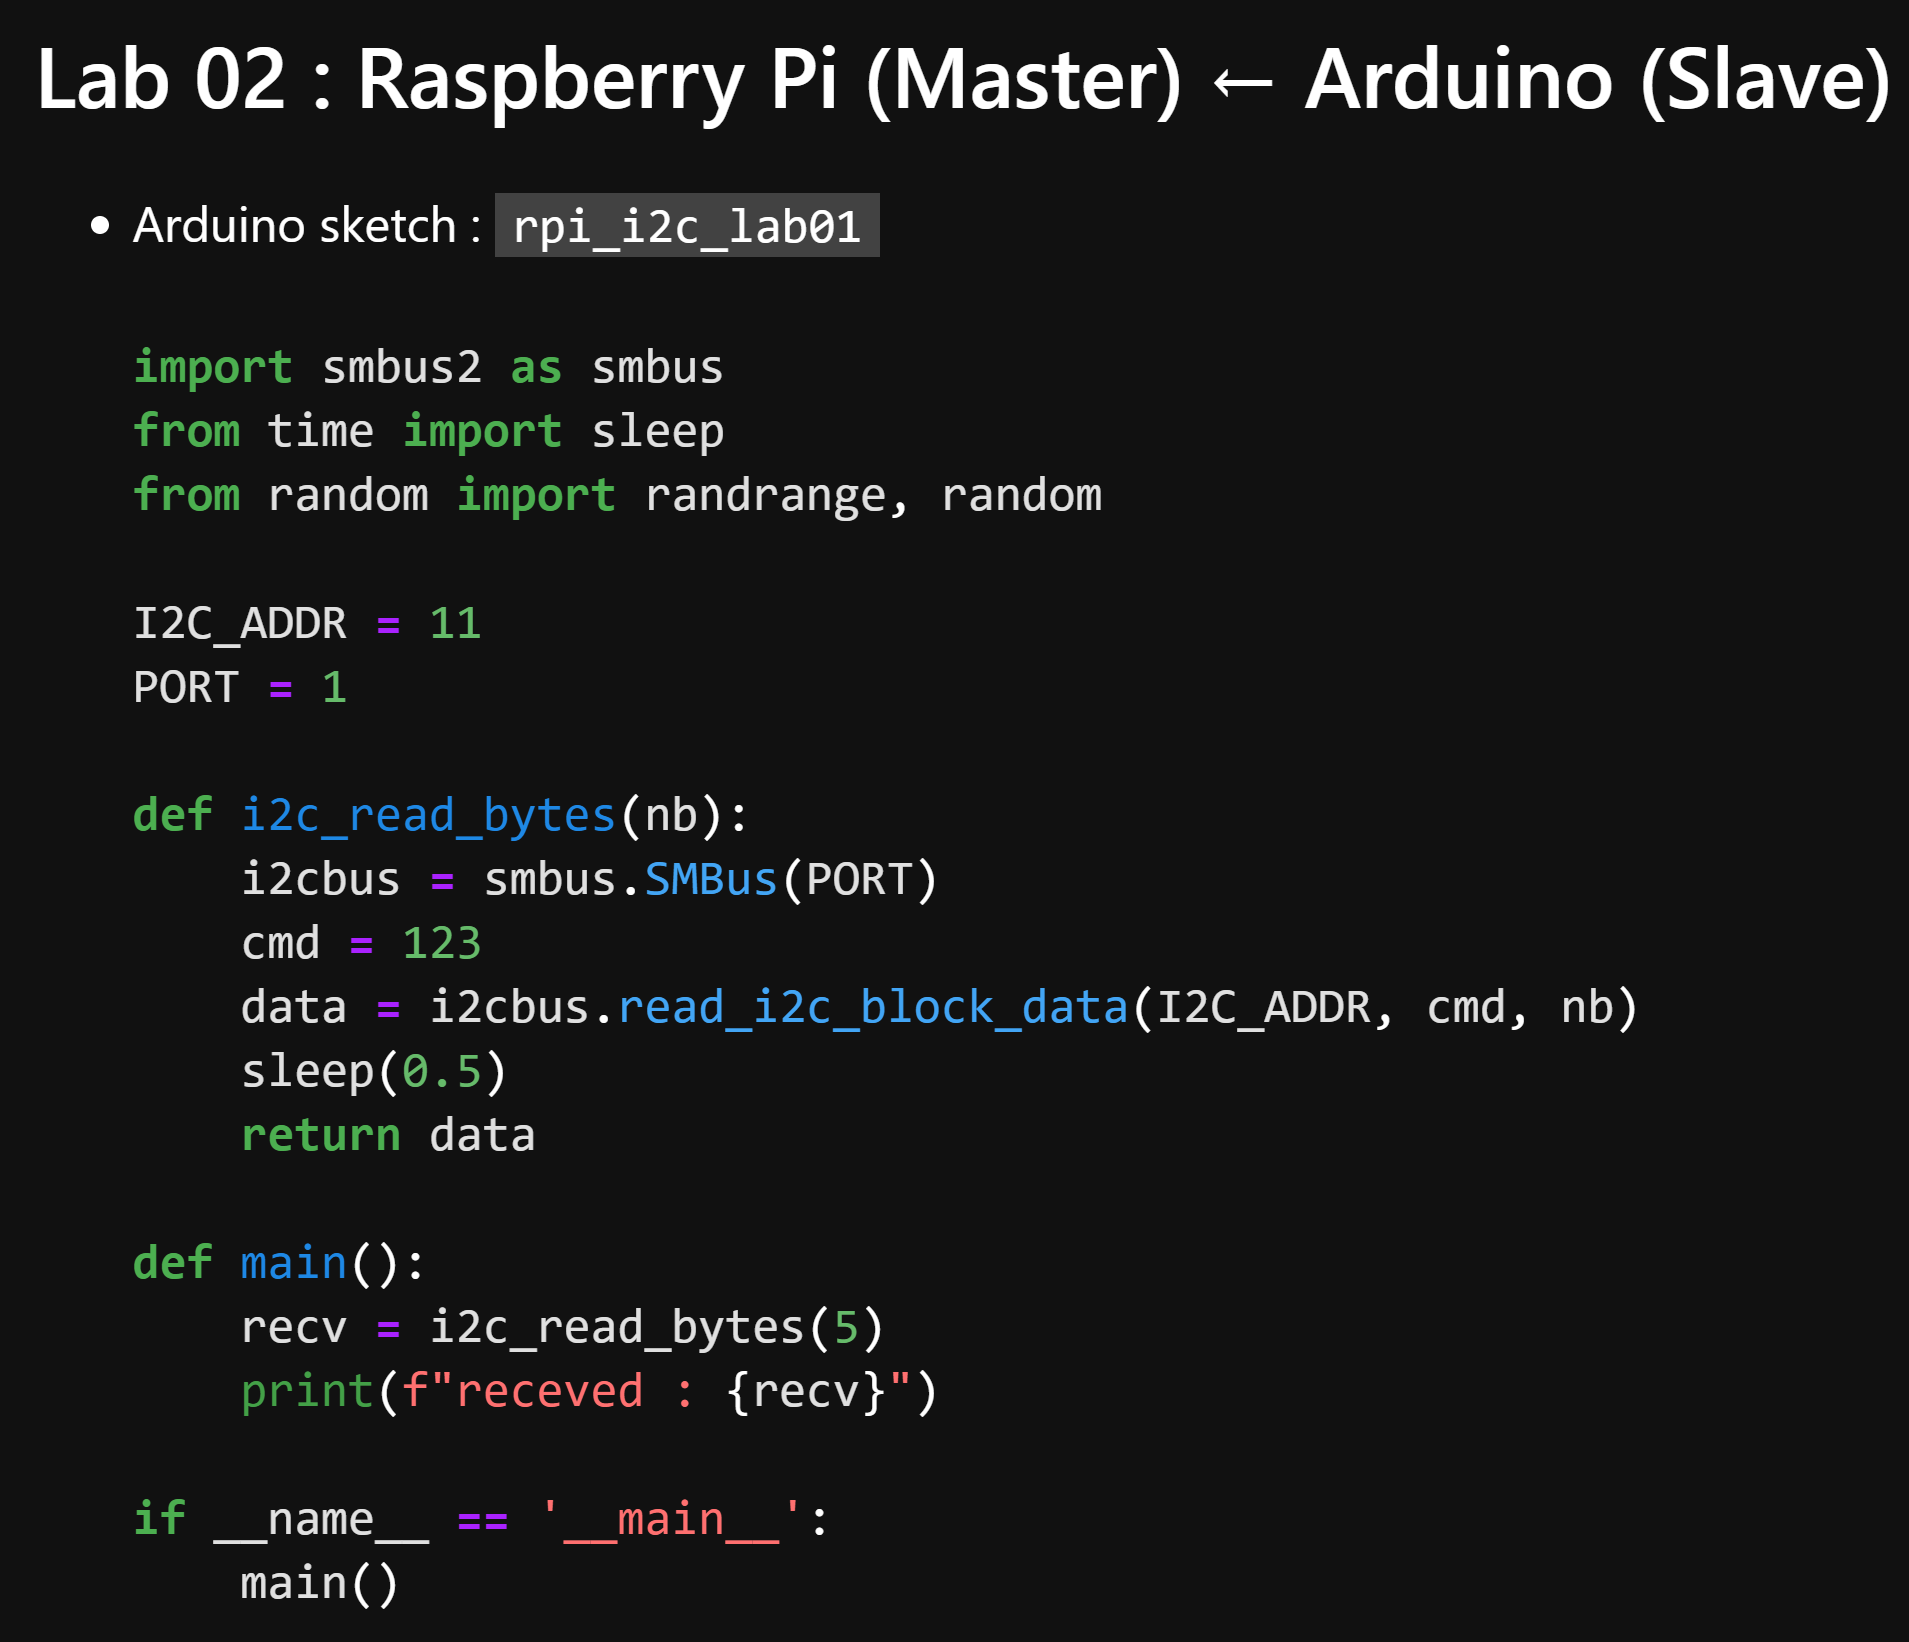 Lab 02 : Raspberry Pi (Master) ← Arduino (Slave)
• Arduino sketch : rpi_i2c_lab01
import smbus2 as smbus
from time import sleep
from random import randrange, random
I2C_ADDR = 11
PORT = 1
def i2c_read_bytes(nb):
    i2cbus = smbus.SMBus(PORT)
    cmd = 123
    data = i2cbus.read_i2c_block_data(I2C_ADDR, cmd, nb)
    sleep(0.5)
    return data
def main():
    recv = i2c_read_bytes(5)
    print(f"receved : {recv}")
if __name__ == '__main__':
    main()